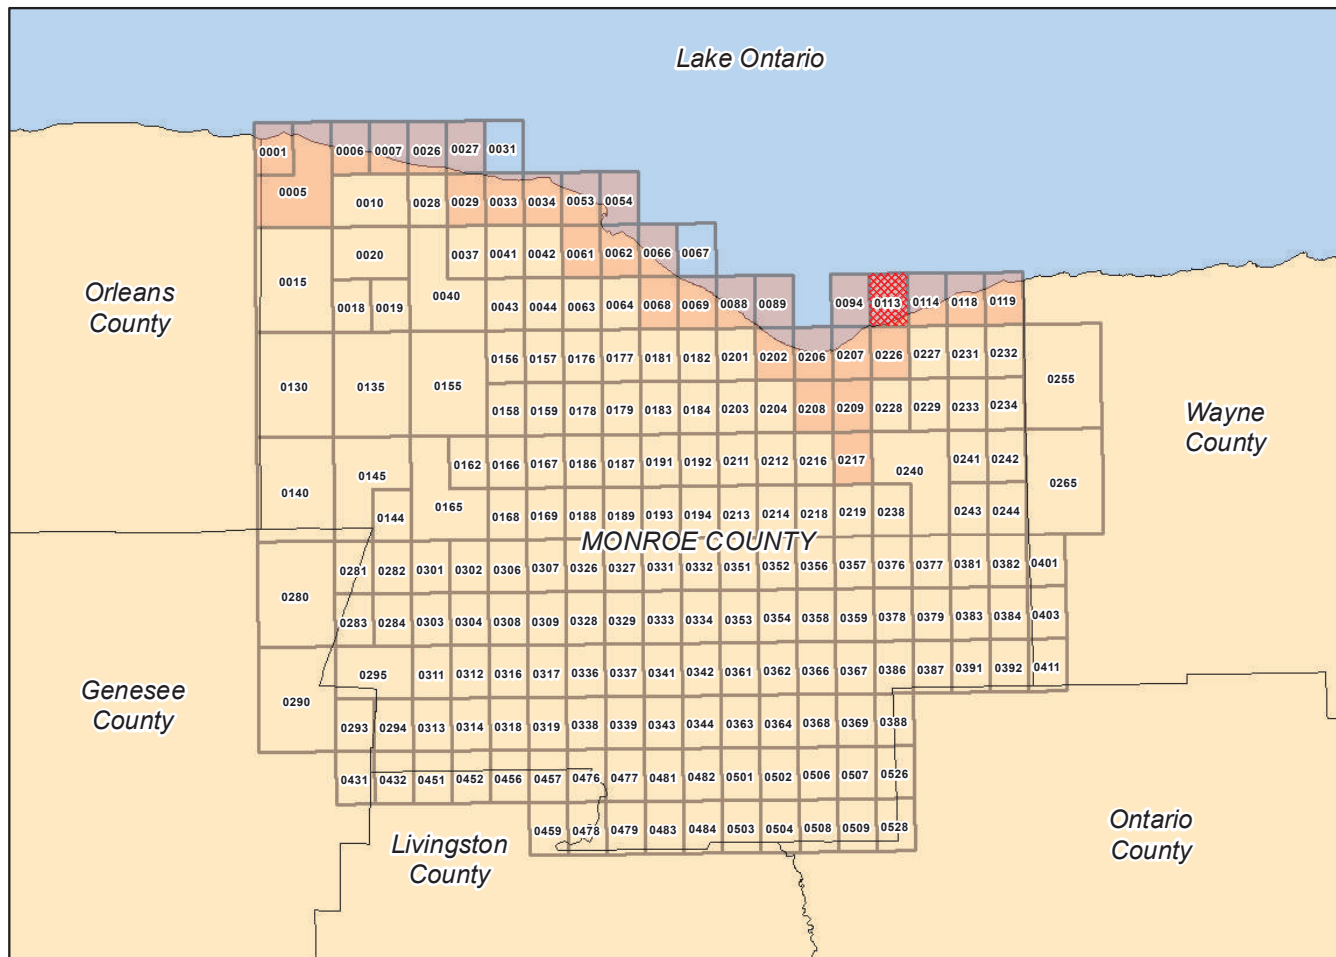 Lake Ontario
0001
0006 0007 0026 0027 0031
0005
0010 0028 0029 0033 0034 0053 0054
0015
0020 0037 0041 0042 0061 0062 0066 0067
Orleans
County
0018 0019 0040 0043 0044 0063 0064 0068 0069 0088 0089 0094 0113 0114 0118 0119
0130 0135 0155
0156 0157 0176 0177 0181 0182 0201 0202 0206 0207 0226 0227 0231 0232
0255
0158 0159 0178 0179 0183 0184 0203 0204 0208 0209 0228 0229 0233 0234
Wayne
County
0140 0145 0162 0166 0167 0186 0187 0191 0192 0211 0212 0216 0217 0240 0241 0242
0265
0144 0165 0168 0169 0188 0189 0193 0194 0213 0214 0218 0219 0238 0243 0244
MONROE COUNTY
0280
0281 0282 0301 0302 0306 0307 0326 0327 0331 0332 0351 0352 0356 0357 0376 0377 0381 0382 0401
0283 0284 0303 0304 0308 0309 0328 0329 0333 0334 0353 0354 0358 0359 0378 0379 0383 0384 0403
Genesee
County
0290
0295 0311 0312 0316 0317 0336 0337 0341 0342 0361 0362 0366 0367 0386 0387 0391 0392 0411
0293 0294 0313 0314 0318 0319 0338 0339 0343 0344 0363 0364 0368 0369 0388
0431 0432 0451 0452 0456 0457 0476 0477 0481 0482 0501 0502 0506 0507 0526
0459 0478 0479 0483 0484 0503 0504 0508 0509 0528
Livingston
County
Ontario
County